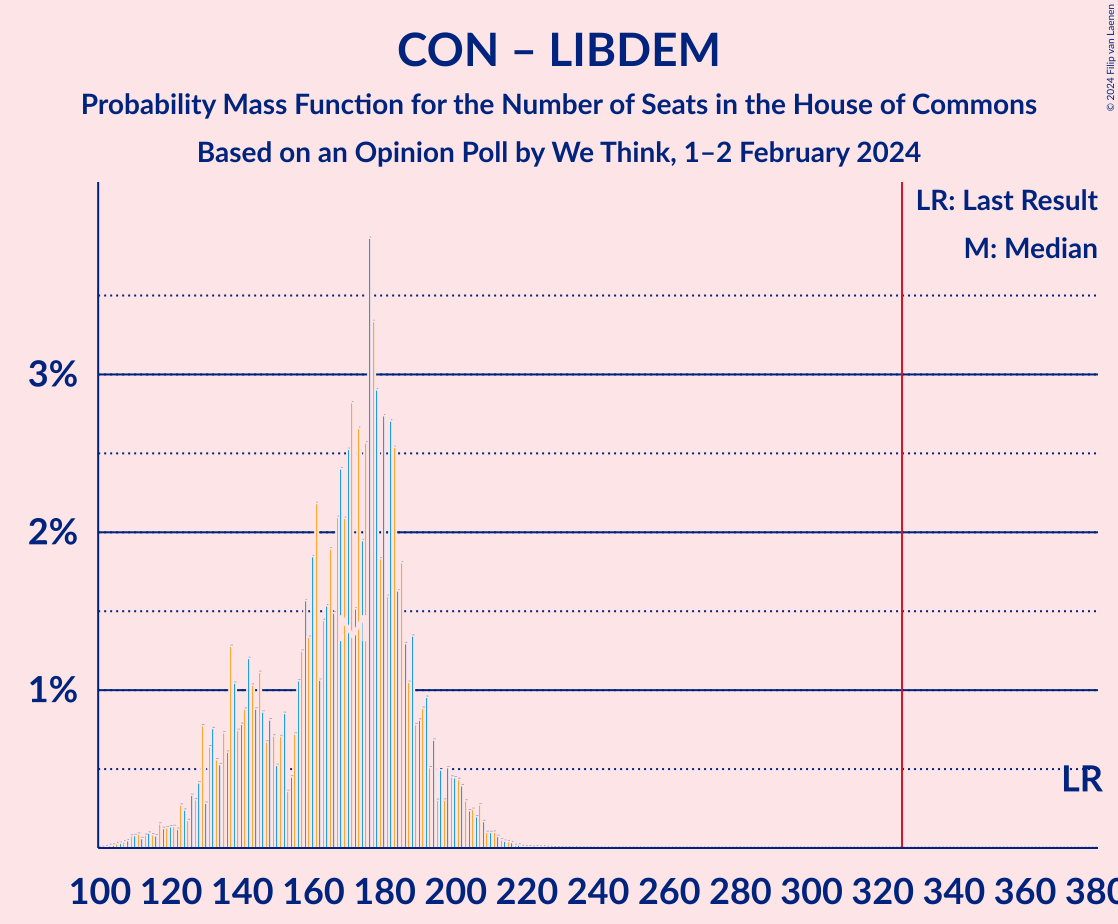 CON – LIBDEM
Probability Mass Function for the Number of Seats in the House of Commons
Based on an Opinion Poll by We Think, 1–2 February 2024
© 2024 Filip van Laenen
LR: Last Result
M: Median
3%
2%
1%
M
LR
100 120 140 160 180 200 220 240 260 280 300 320 340 360 380